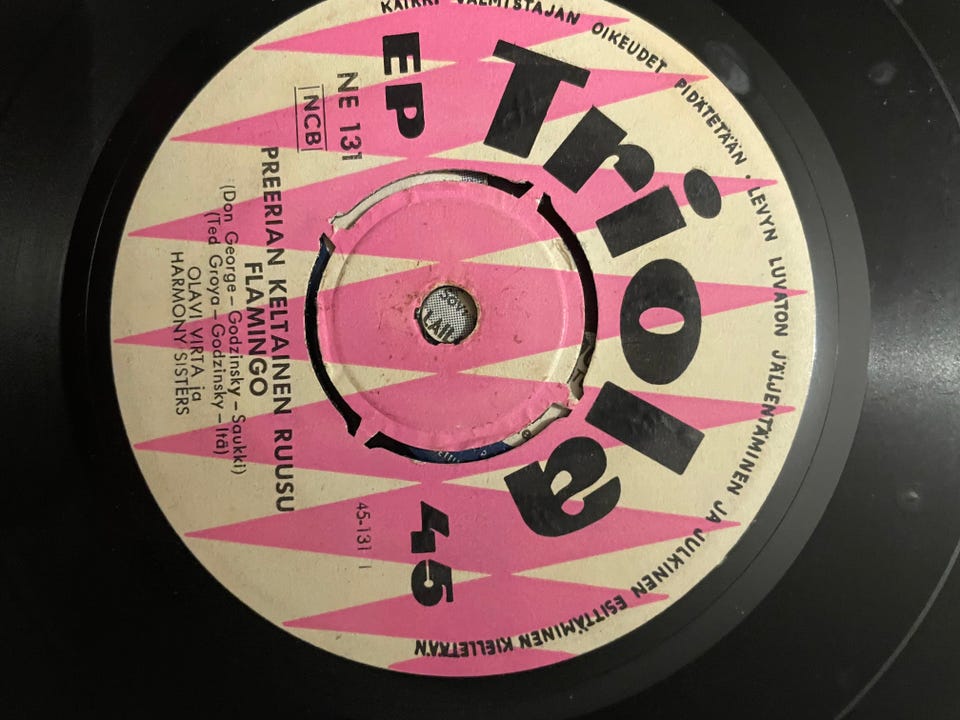 KAIKKI VALMISTAJAN OIKEUDET PIDÄTETÄÄN · LEVYN LUVATON JÄLJENTÄMINEN JA JULKINEN ESITTÄMINEN KIELLETÄÄN
Triola
EP
45
NE 131
NCB
45-131 I
PREERIAN KELTAINEN RUUSU
FLAMINGO
(Don George – Godzinsky – Saukki)
(Ted Groya – Godzinsky – Itä)
OLAVI VIRTA ja
HARMONY SISTERS